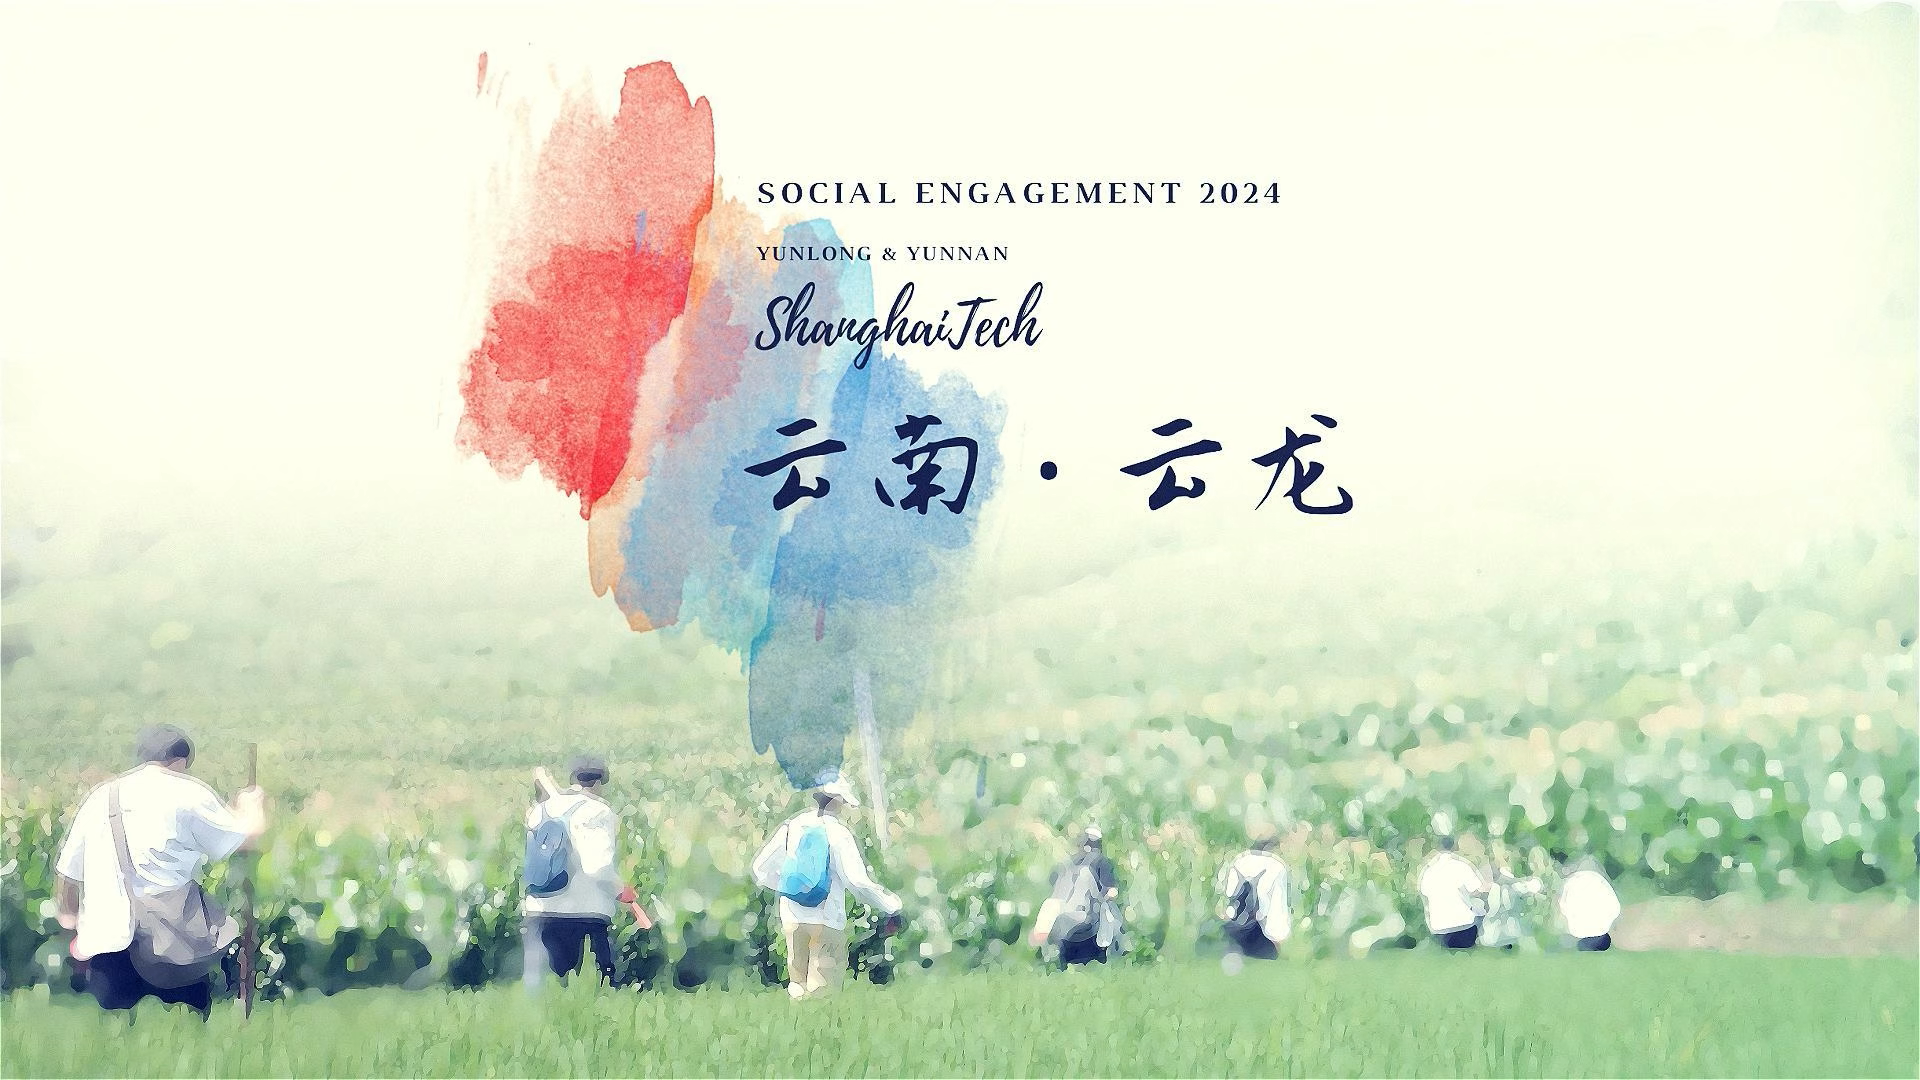 SOCIAL ENGAGEMENT 2024
YUNLONG & YUNNAN
ShanghaiTech
云南·云龙